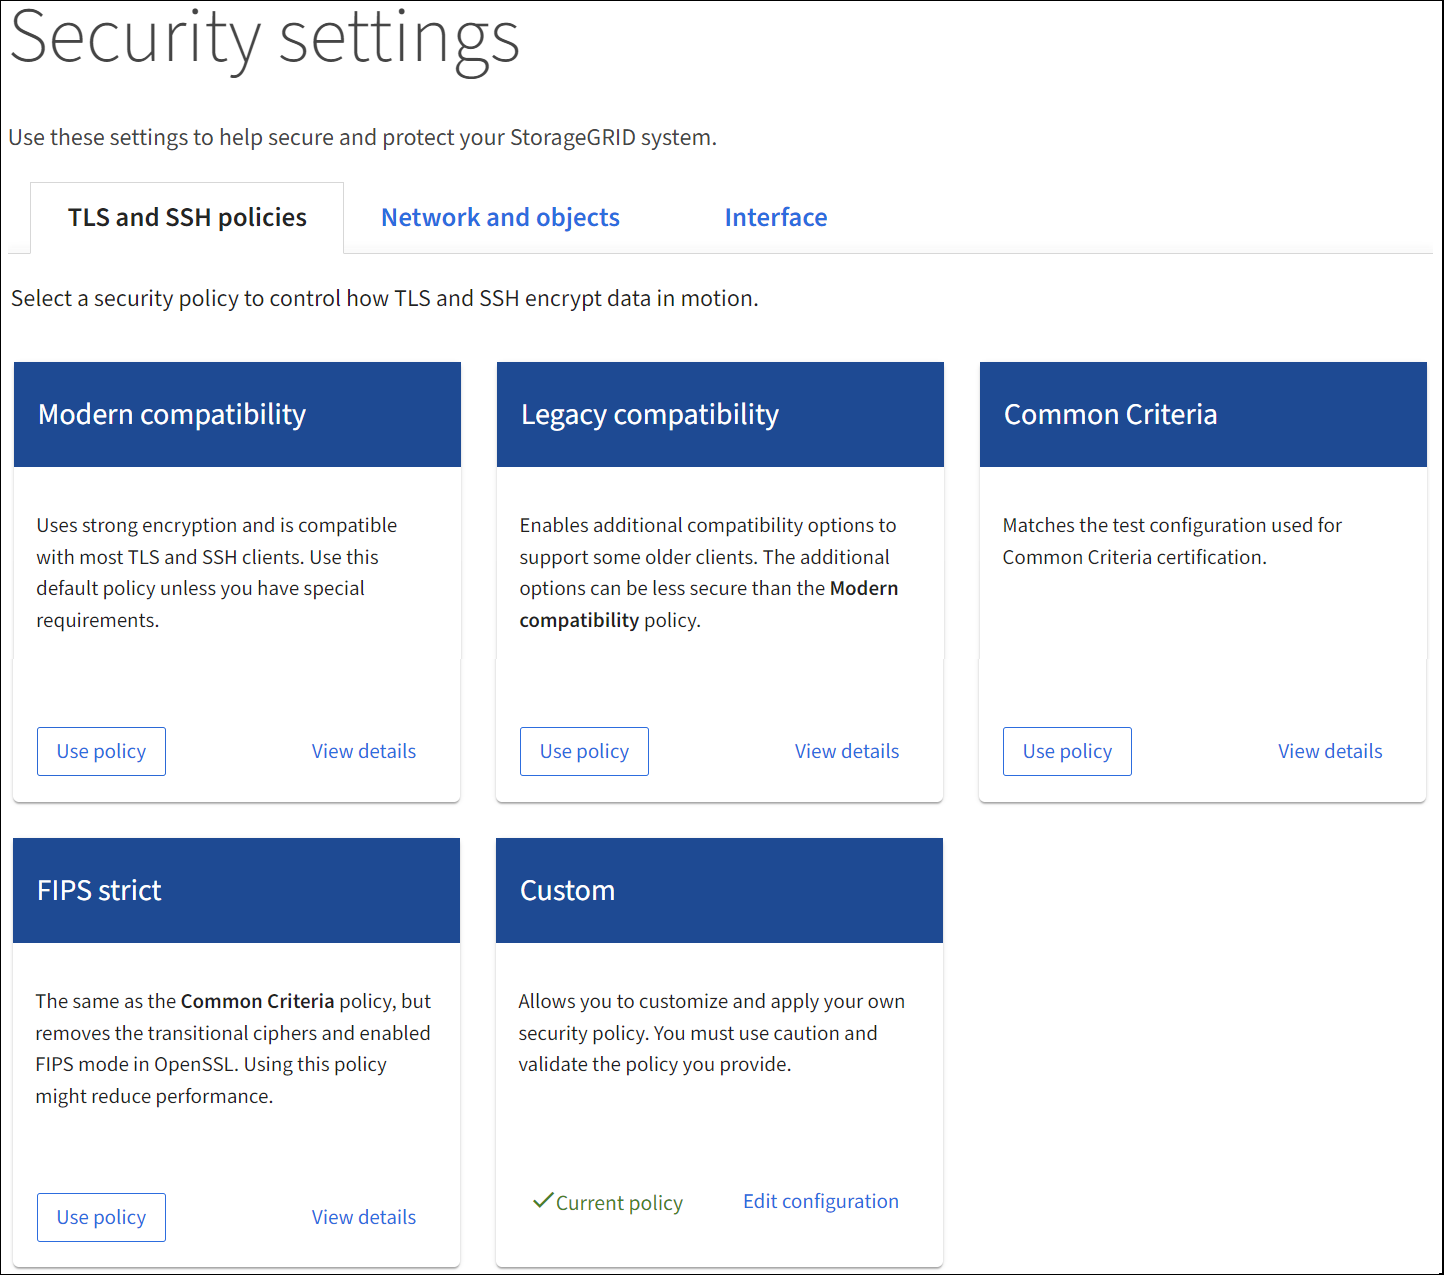 Security settings
Use these settings to help secure and protect your StorageGRID system.
TLS and SSH policies
Network and objects
Interface
Select a security policy to control how TLS and SSH encrypt data in motion.
Modern compatibility
Uses strong encryption and is compatible
with most TLS and SSH clients. Use this
default policy unless you have special
requirements.
Use policy
View details
Legacy compatibility
Enables additional compatibility options to
support some older clients. The additional
options can be less secure than the Modern
compatibility policy.
Use policy
View details
Common Criteria
Matches the test configuration used for
Common Criteria certification.
Use policy
View details
FIPS strict
The same as the Common Criteria policy, but
removes the transitional ciphers and enabled
FIPS mode in OpenSSL. Using this policy
might reduce performance.
Use policy
View details
Custom
Allows you to customize and apply your own
security policy. You must use caution and
validate the policy you provide.
Current policy
Edit configuration